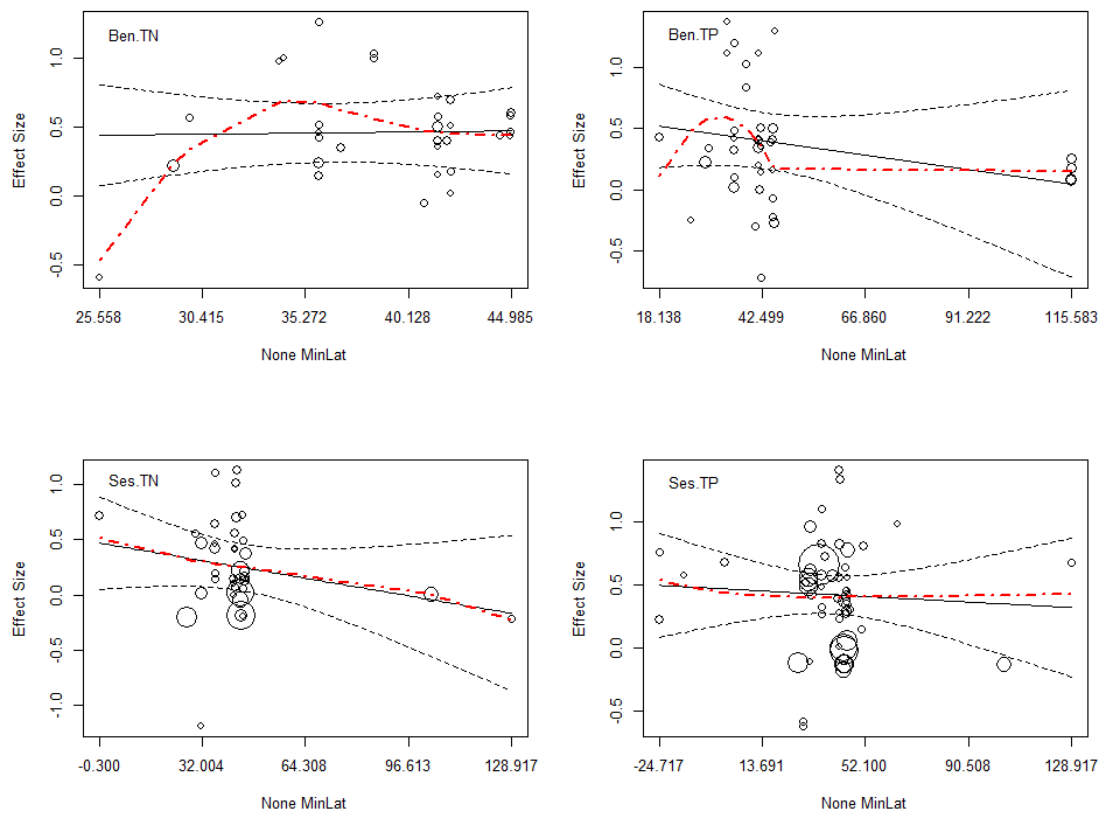 Ben.TN
Effect Size
1.0
0.5
0.0
-0.5
25.558 30.415 35.272 40.128 44.985
None MinLat
Ben.TP
Effect Size
1.0
0.5
0.0
-0.5
18.138 42.499 66.860 91.222 115.583
None MinLat
Ses.TN
Effect Size
1.0
0.5
0.0
-1.0
-0.300 32.004 64.308 96.613 128.917
None MinLat
Ses.TP
Effect Size
1.0
0.5
0.0
-0.5
-24.717 13.691 52.100 90.508 128.917
None MinLat